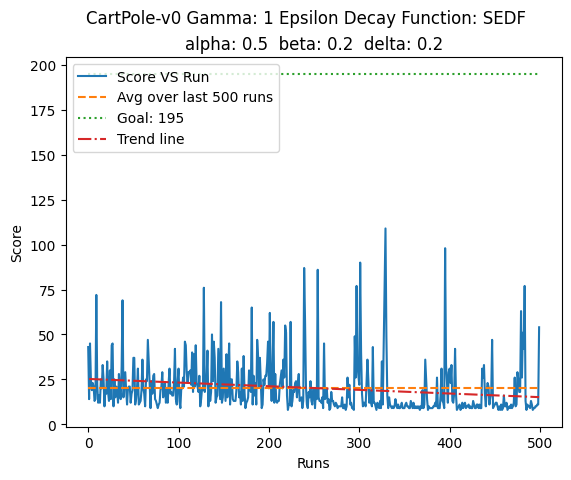 CartPole-v0 Gamma: 1 Epsilon Decay Function: SEDF
alpha: 0.5 beta: 0.2 delta: 0.2
Score VS Run
Avg over last 500 runs
Goal: 195
Trend line
200
175
150
125
100
75
50
25
0
Score
0
100
200
300
400
500
Runs